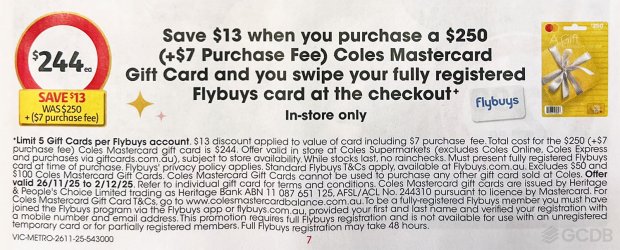 $244ea
SAVE $13
WAS $250
+($7 purchase fee)
Save $13 when you purchase a $250
(+$7 Purchase Fee) Coles Mastercard
Gift Card and you swipe your fully registered
Flybuys card at the checkout+
In-store only
flybuys
$250
A Gift
*Limit 5 Gift Cards per Flybuys account. $13 discount applied to value of card including $7 purchase fee. Total cost for the $250 (+$7
purchase fee) Coles Mastercard gift card is $244. Offer valid in store at Coles Supermarkets (excludes Coles Online, Coles Express
and purchases via giftcards.com.au), subject to store availability. While stocks last, no rainchecks. Must present fully registered Flybuys
card at time of purchase. Flybuys' privacy policy applies. Standard Flybuys T&Cs apply, available at Flybuys.com.au. Excludes $50 and
$100 Coles Mastercard Gift Cards. Coles Mastercard Gift Cards cannot be used to purchase any other gift card sold at Coles. Offer
valid 26/11/25 to 2/12/25. Refer to individual gift card for terms and conditions. Coles Mastercard gift cards are issued by Heritage
& People's Choice Limited trading as Heritage Bank ABN 11 087 651 125, AFSL/ACL No. 244310 pursuant to licence by Mastercard. For
Coles Mastercard Gift Card T&Cs, go to www.colesmastercardbalance.com.au. To be a fully-registered Flybuys member you must have
joined the Flybuys program via the Flybuys app or flybuys.com.au, provided your first and last name and verified your registration with
a mobile number and email address. This promotion requires full Flybuys registration and is not available for use with an unregistered
temporary card or for partially registered members. Full Flybuys registration may take 48 hours.
VIC-METRO-2611-25-543000
7
GCDB